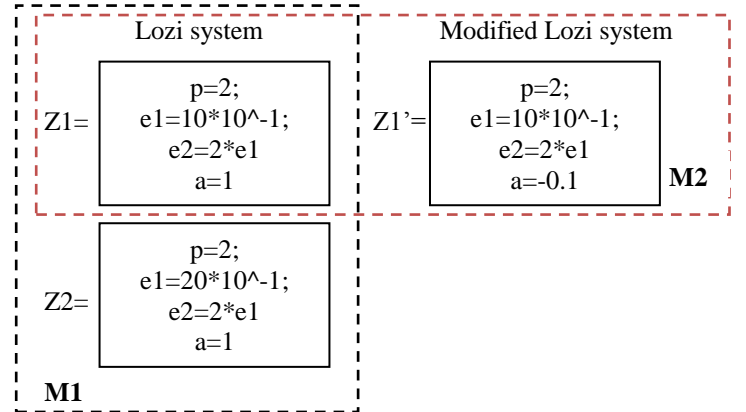 Lozi system
Modified Lozi system
Z1=
p=2;
e1=10*10^-1;
e2=2*e1
a=1
Z1’=
p=2;
e1=10*10^-1;
e2=2*e1
a=-0.1
M2
Z2=
p=2;
e1=20*10^-1;
e2=2*e1
a=1
M1